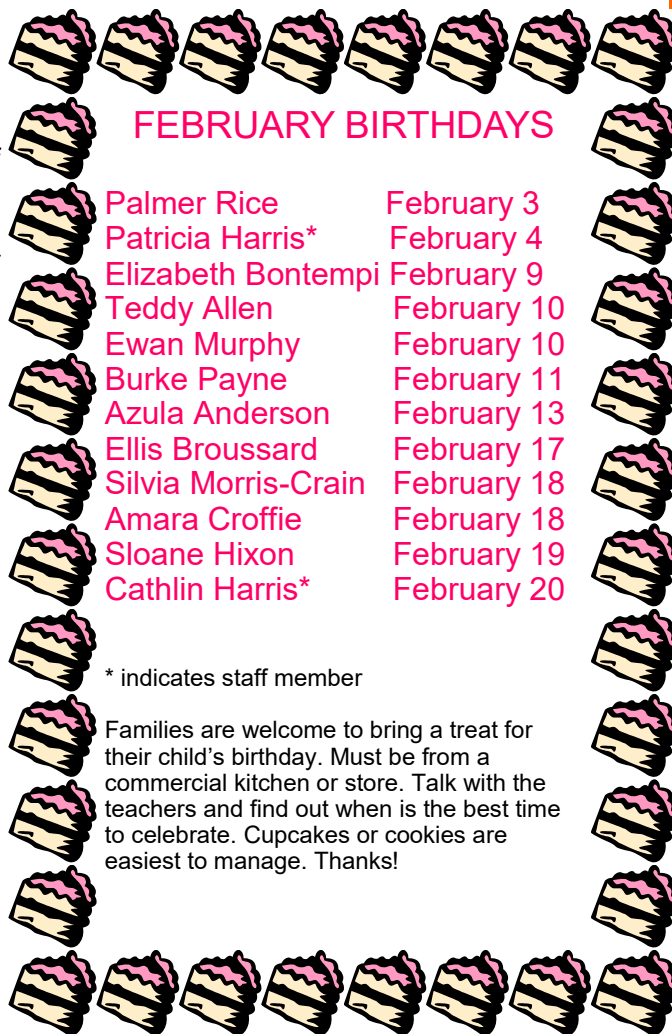 FEBRUARY BIRTHDAYS
Palmer Rice February 3
Patricia Harris* February 4
Elizabeth Bontempi February 9
Teddy Allen February 10
Ewan Murphy February 10
Burke Payne February 11
Azula Anderson February 13
Ellis Broussard February 17
Silvia Morris-Crain February 18
Amara Croffie February 18
Sloane Hixon February 19
Cathlin Harris* February 20
* indicates staff member
Families are welcome to bring a treat for
their child’s birthday. Must be from a
commercial kitchen or store. Talk with the
teachers and find out when is the best time
to celebrate. Cupcakes or cookies are
easiest to manage. Thanks!